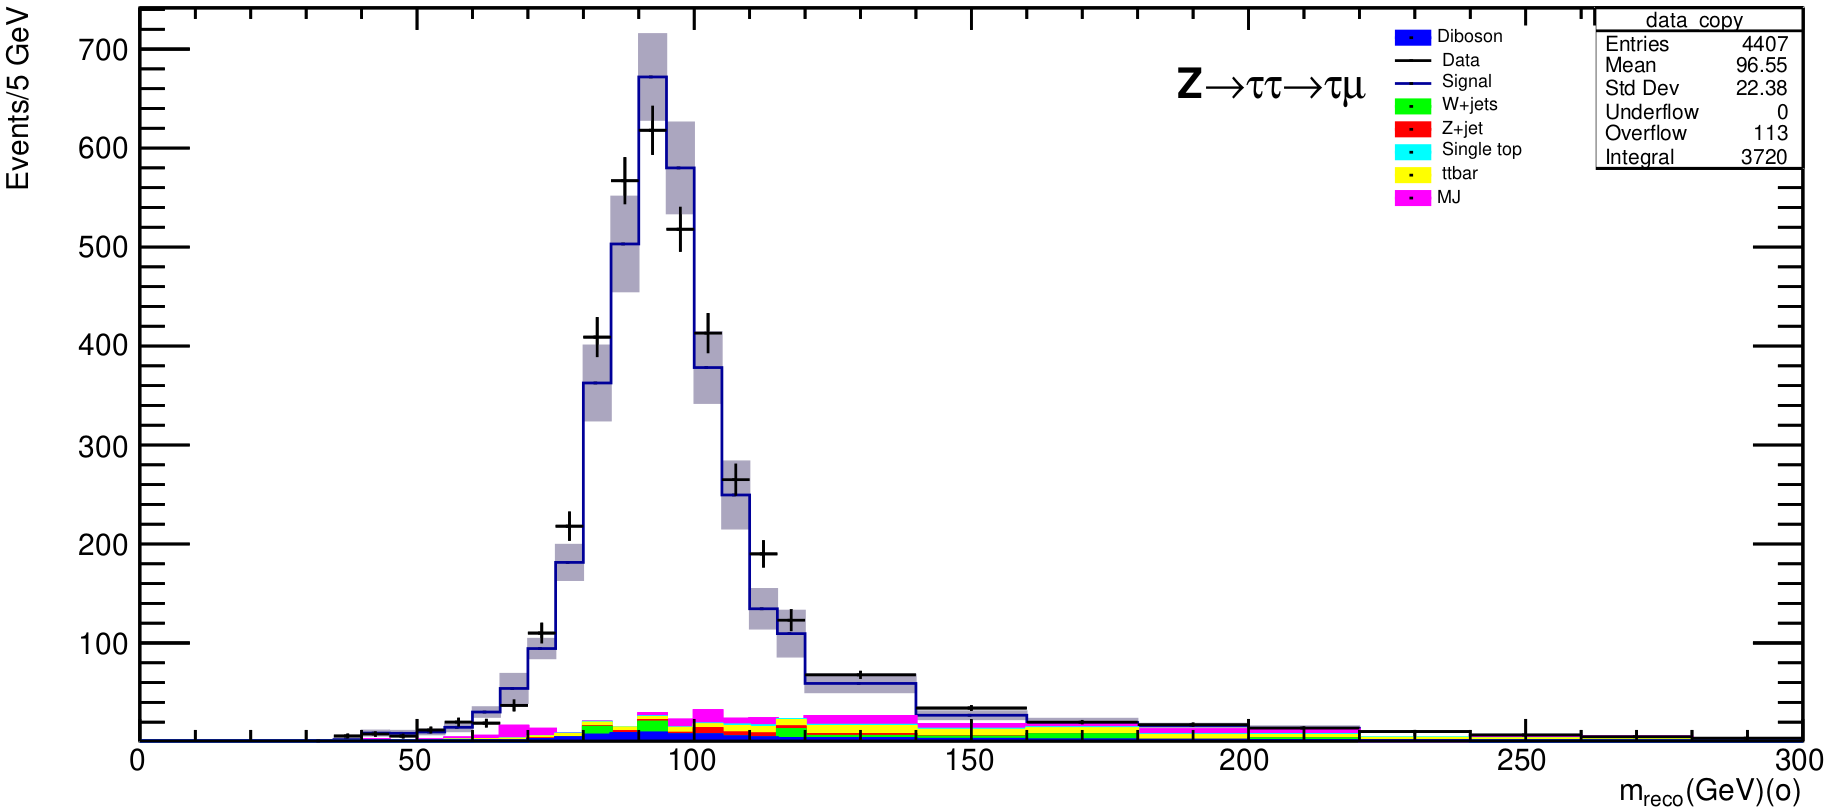 Events/5 GeV
700
600
500
400
300
200
100
0 50 100 150 200 250 300
m_reco(GeV)(o)
Z→ττ→τμ
Diboson
Data
Signal
W+jets
Z+jet
Single top
ttbar
MJ
data copy
Entries 4407
Mean 96.55
Std Dev 22.38
Underflow 0
Overflow 113
Integral 3720